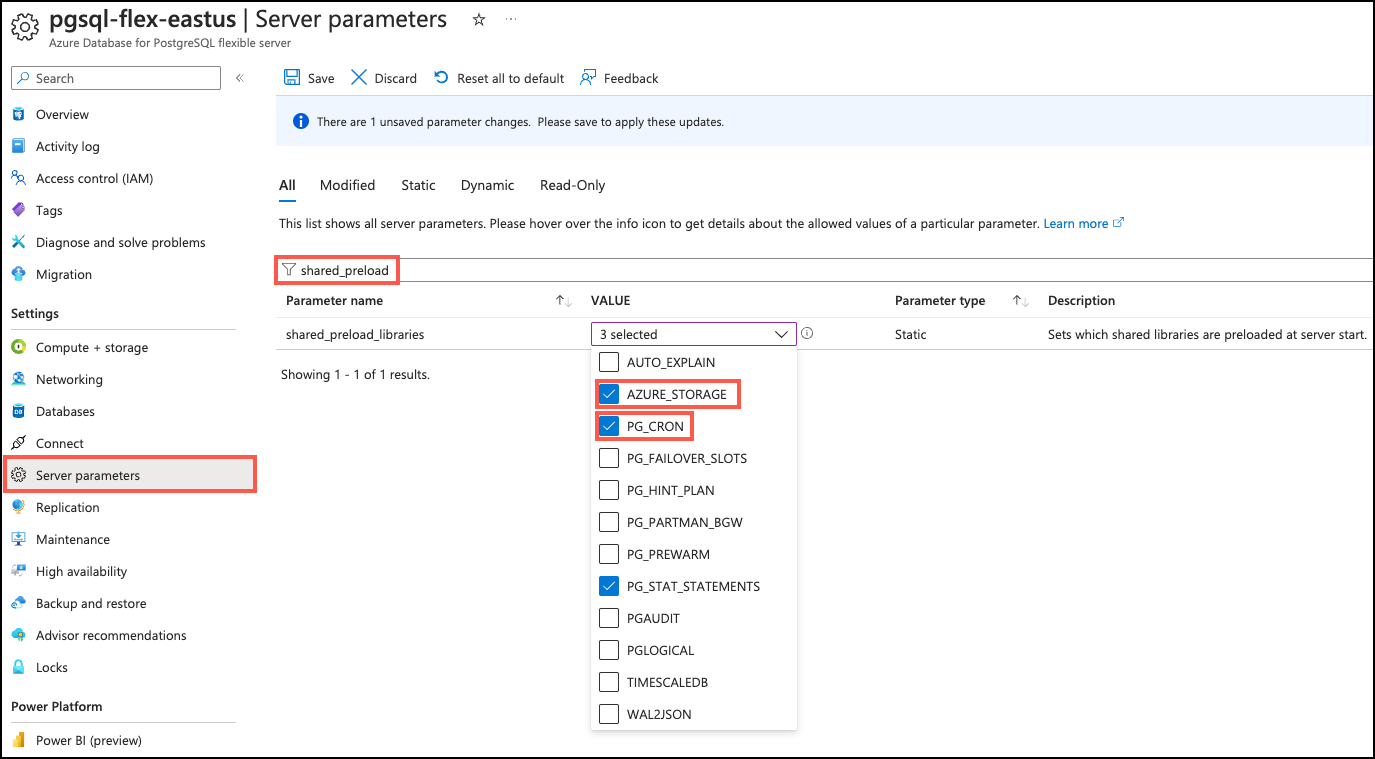 pgsql-flex-eastus | Server parameters
Azure Database for PostgreSQL flexible server
Search
Overview
Activity log
Access control (IAM)
Tags
Diagnose and solve problems
Migration
Settings
Compute + storage
Networking
Databases
Connect
Server parameters
Replication
Maintenance
High availability
Backup and restore
Advisor recommendations
Locks
Power Platform
Power BI (preview)
Save Discard Reset all to default Feedback
There are 1 unsaved parameter changes. Please save to apply these updates.
All Modified Static Dynamic Read-Only
This list shows all server parameters. Please hover over the info icon to get details about the allowed values of a particular parameter. Learn more
shared_preload
Parameter name VALUE Parameter type Description
shared_preload_libraries 3 selected Static Sets which shared libraries are preloaded at server start.
Showing 1 - 1 of 1 results.
AUTO_EXPLAIN
AZURE_STORAGE
PG_CRON
PG_FAILOVER_SLOTS
PG_HINT_PLAN
PG_PARTMAN_BGW
PG_PREWARM
PG_STAT_STATEMENTS
PGAUDIT
PGLOGICAL
TIMESCALEDB
WAL2JSON